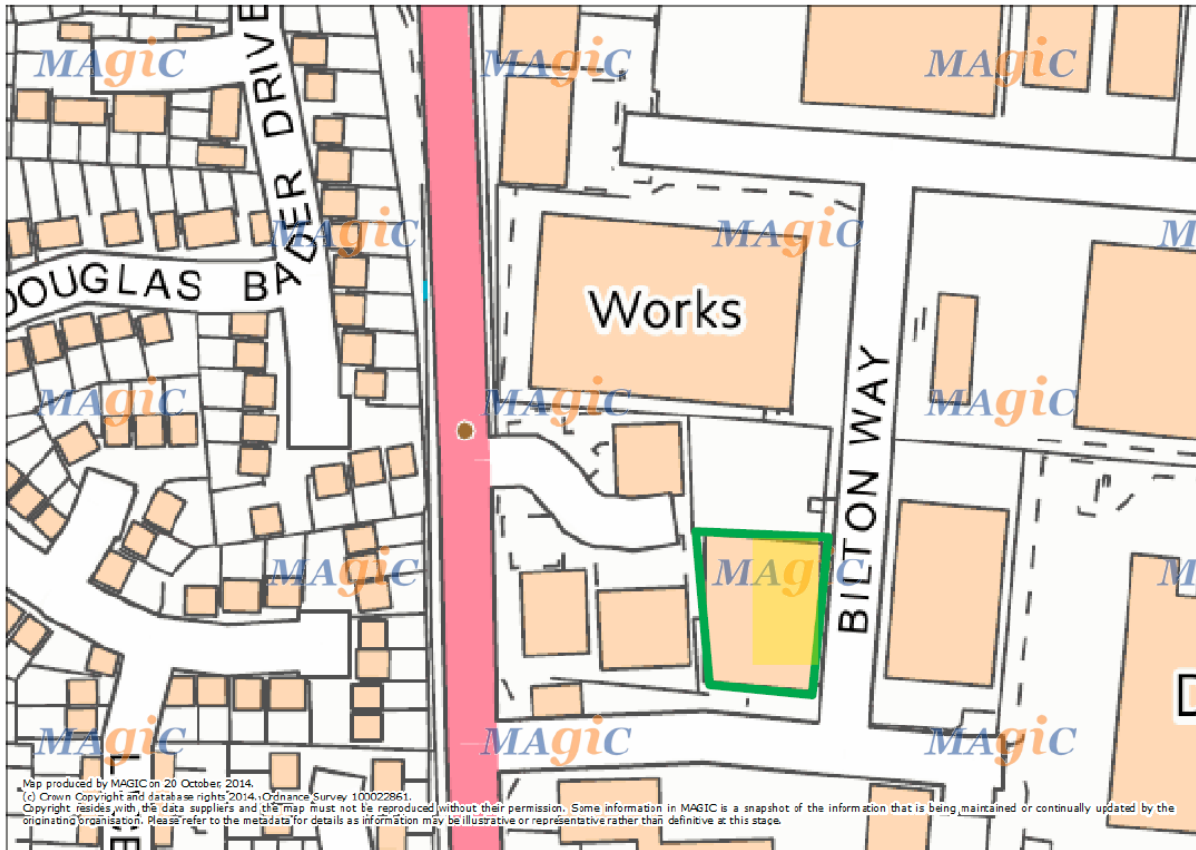 MAgiC MAgiC MAgiC
DOUGLAS BADER DRIVE
MAgiC MAgiC M
Works
MAgiC MAgiC MAgiC
BILTON WAY
MAgiC MAgiC M
D
MAgiC MAgiC MAgiC
Map produced by MAGIC on 20 October, 2014.
(c) Crown Copyright and database rights 2014. Ordnance Survey 100022861.
Copyright resides with the data suppliers and the map must not be reproduced without their permission. Some information in MAGIC is a snapshot of the information that is being maintained or continually updated by the
originating organisation. Please refer to the metadata for details as information may be illustrative or representative rather than definitive at this stage.